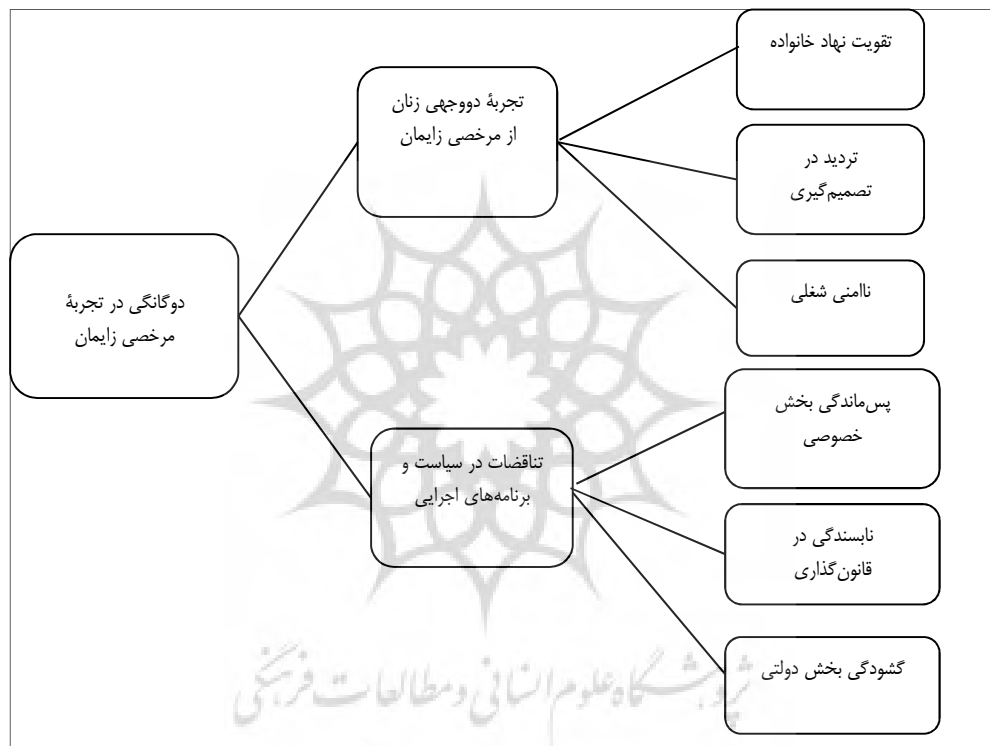 تقویت نهاد خانواده
تجربهٔ دووجهی زنان
از مرخصی زایمان
تردید در
تصمیم‌گیری
ناامنی شغلی
دوگانگی در تجربهٔ
مرخصی زایمان
پس‌ماندگی بخش
خصوصی
تناقضات در سیاست و
برنامه‌های اجرایی
نابسندگی در
قانون‌گذاری
گشودگی بخش دولتی
پژوهشگاه علوم انسانی و مطالعات فرهنگی